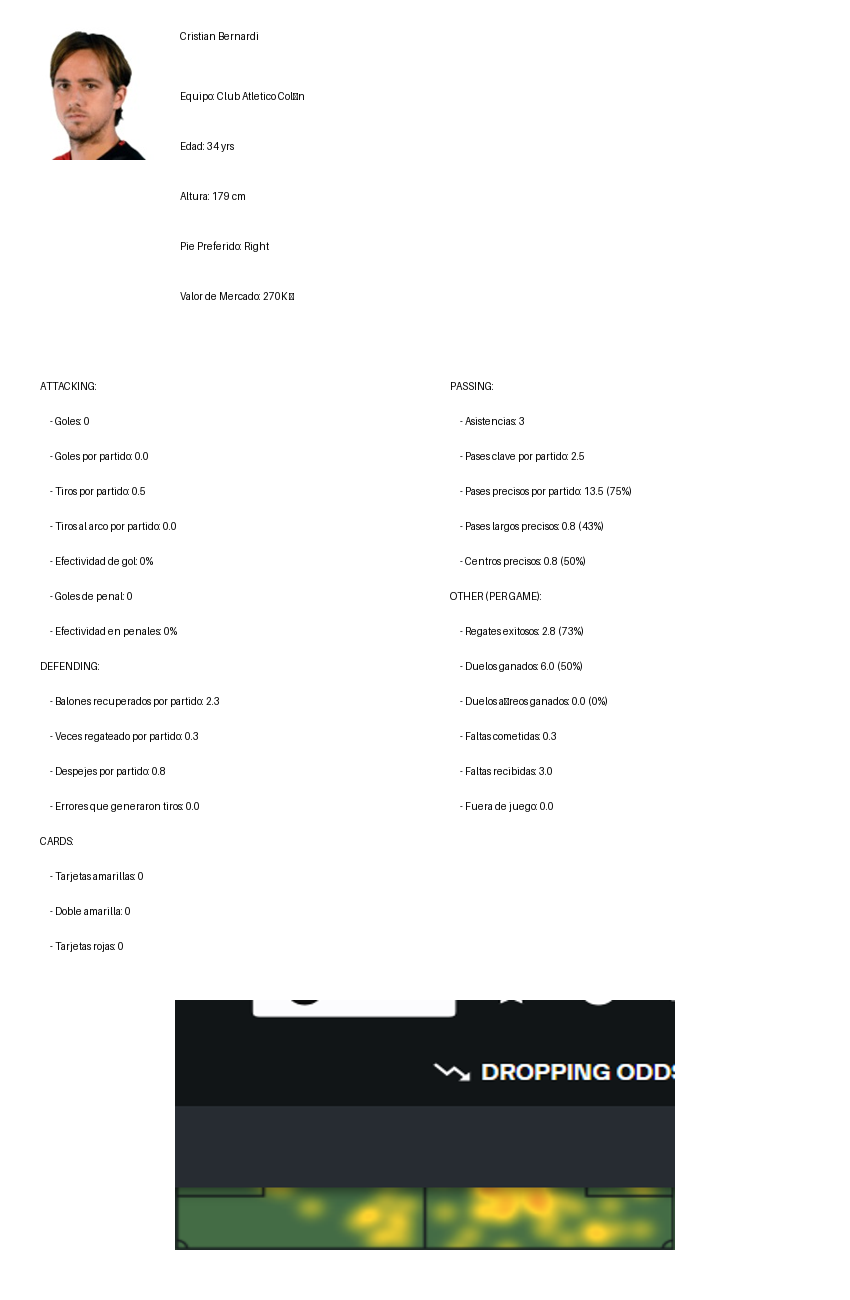 Cristian Bernardi
Equipo: Club Atletico Col▯n
Edad: 34 yrs
Altura: 179 cm
Pie Preferido: Right
Valor de Mercado: 270K▯
ATTACKING:
- Goles: 0
- Goles por partido: 0.0
- Tiros por partido: 0.5
- Tiros al arco por partido: 0.0
- Efectividad de gol: 0%
- Goles de penal: 0
- Efectividad en penales: 0%
DEFENDING:
- Balones recuperados por partido: 2.3
- Veces regateado por partido: 0.3
- Despejes por partido: 0.8
- Errores que generaron tiros: 0.0
CARDS:
- Tarjetas amarillas: 0
- Doble amarilla: 0
- Tarjetas rojas: 0
PASSING:
- Asistencias: 3
- Pases clave por partido: 2.5
- Pases precisos por partido: 13.5 (75%)
- Pases largos precisos: 0.8 (43%)
- Centros precisos: 0.8 (50%)
OTHER (PER GAME):
- Regates exitosos: 2.8 (73%)
- Duelos ganados: 6.0 (50%)
- Duelos a▯reos ganados: 0.0 (0%)
- Faltas cometidas: 0.3
- Faltas recibidas: 3.0
- Fuera de juego: 0.0
DROPPING ODDS